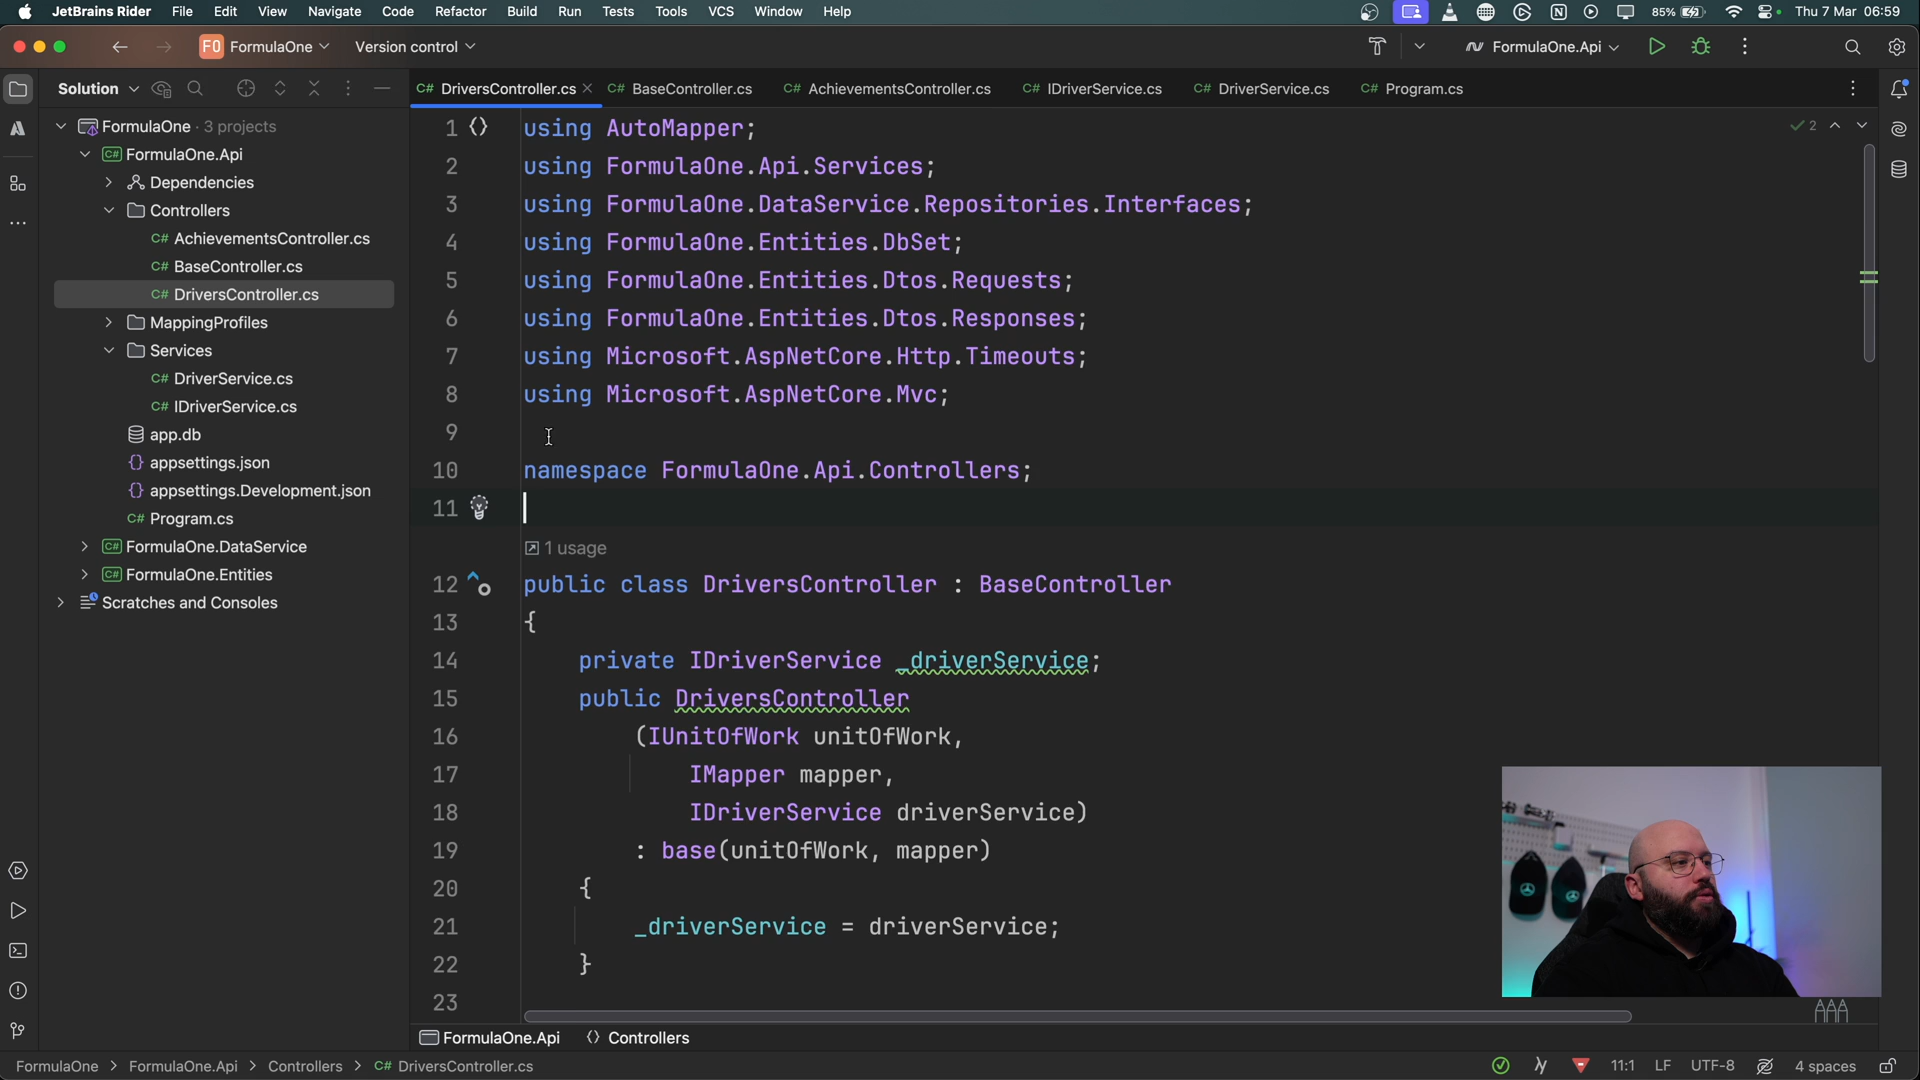 JetBrains Rider File Edit View Navigate Code Refactor Build Run Tests Tools VCS Window Help 85% Thu 7 Mar 06:59
FO FormulaOne Version control FormulaOne.Api
Solution
C# DriversController.cs C# BaseController.cs C# AchievementsController.cs C# IDriverService.cs C# DriverService.cs C# Program.cs
FormulaOne · 3 projects
C# FormulaOne.Api
Dependencies
Controllers
C# AchievementsController.cs
C# BaseController.cs
C# DriversController.cs
MappingProfiles
Services
C# DriverService.cs
C# IDriverService.cs
app.db
{} appsettings.json
{} appsettings.Development.json
C# Program.cs
C# FormulaOne.DataService
C# FormulaOne.Entities
Scratches and Consoles
2
1 using AutoMapper;
2 using FormulaOne.Api.Services;
3 using FormulaOne.DataService.Repositories.Interfaces;
4 using FormulaOne.Entities.DbSet;
5 using FormulaOne.Entities.Dtos.Requests;
6 using FormulaOne.Entities.Dtos.Responses;
7 using Microsoft.AspNetCore.Http.Timeouts;
8 using Microsoft.AspNetCore.Mvc;
9
10 namespace FormulaOne.Api.Controllers;
11
1 usage
12 public class DriversController : BaseController
13 {
14 private IDriverService _driverService;
15 public DriversController
16 (IUnitOfWork unitOfWork,
17 IMapper mapper,
18 IDriverService driverService)
19 : base(unitOfWork, mapper)
20 {
21 _driverService = driverService;
22 }
23
FormulaOne.Api Controllers
FormulaOne > FormulaOne.Api > Controllers > C# DriversController.cs 11:1 LF UTF-8 4 spaces